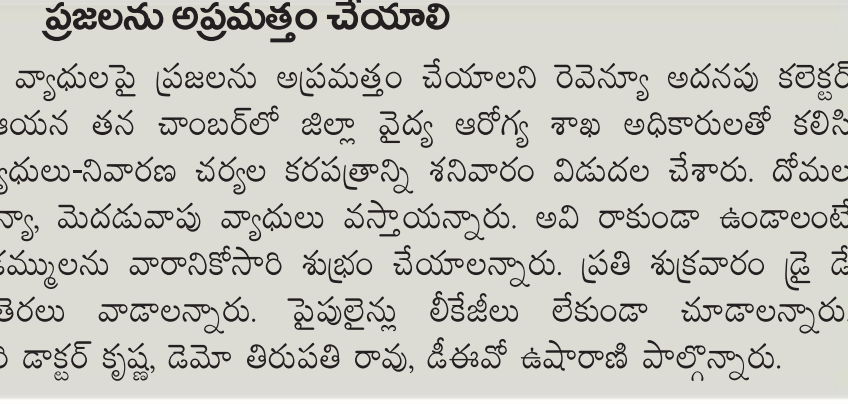 ప్రజలను అప్రమత్తం చేయాలి
వ్యాధులపై ప్రజలను అప్రమత్తం చేయాలని రెవెన్యూ అదనపు కలెక్టర్
ఆయన తన చాంబర్‌లో జిల్లా వైద్య ఆరోగ్య శాఖ అధికారులతో కలిసి
ధులు-నివారణ చర్యల కరపత్రాన్ని శనివారం విడుదల చేశారు. దోమల
న్యా, మెదడువాపు వ్యాధులు వస్తాయన్నారు. అవి రాకుండా ఉండాలంటే
డమ్ములను వారానికోసారి శుభ్రం చేయాలన్నారు. ప్రతి శుక్రవారం డ్రై డే
తెరలు వాడాలన్నారు. పైపులైన్లు లీకేజీలు లేకుండా చూడాలన్నారు.
డాక్టర్ కృష్ణ, డెమో తిరుపతి రావు, డీఈవో ఉషారాణి పాల్గొన్నారు.